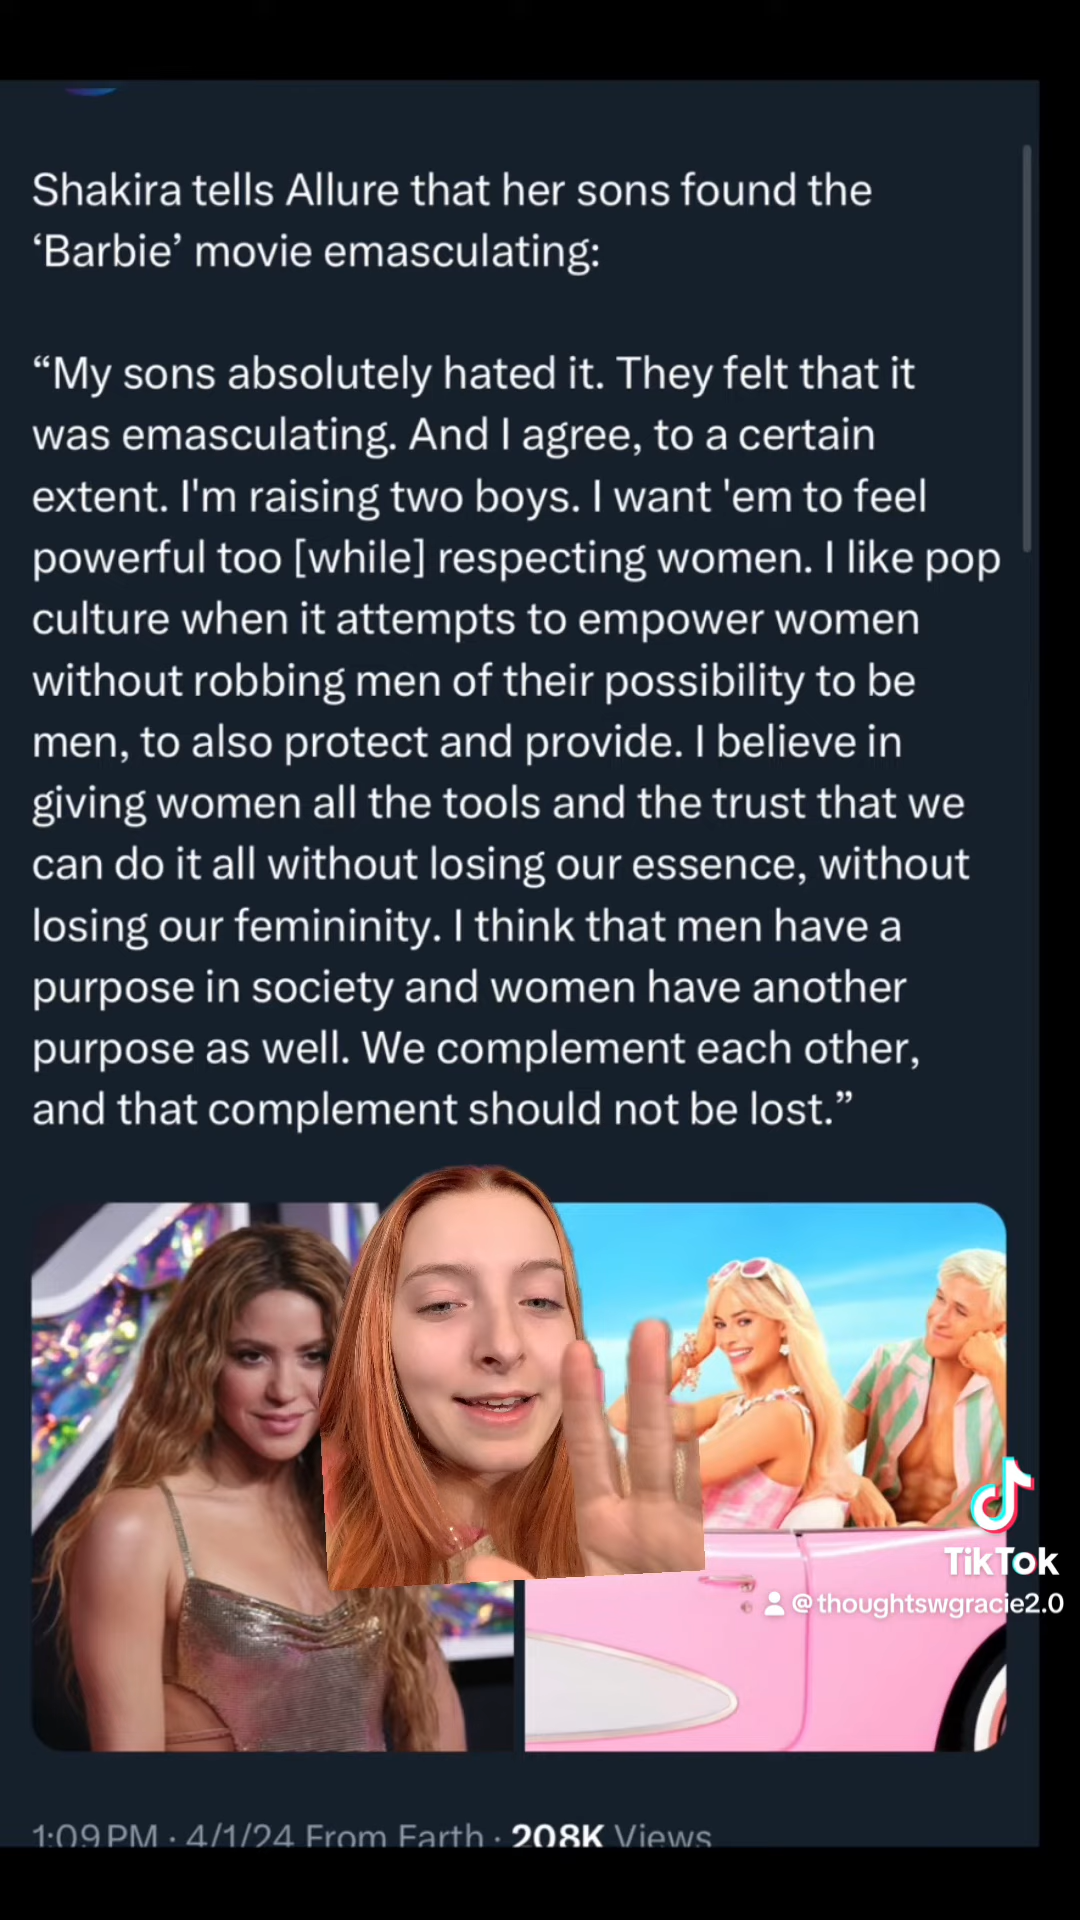 Shakira tells Allure that her sons found the
‘Barbie’ movie emasculating:
“My sons absolutely hated it. They felt that it
was emasculating. And I agree, to a certain
extent. I'm raising two boys. I want 'em to feel
powerful too [while] respecting women. I like pop
culture when it attempts to empower women
without robbing men of their possibility to be
men, to also protect and provide. I believe in
giving women all the tools and the trust that we
can do it all without losing our essence, without
losing our femininity. I think that men have a
purpose in society and women have another
purpose as well. We complement each other,
and that complement should not be lost.”
TikTok
@thoughtswgracie2.0
1:09 PM · 4/1/24 From Earth · 208K Views